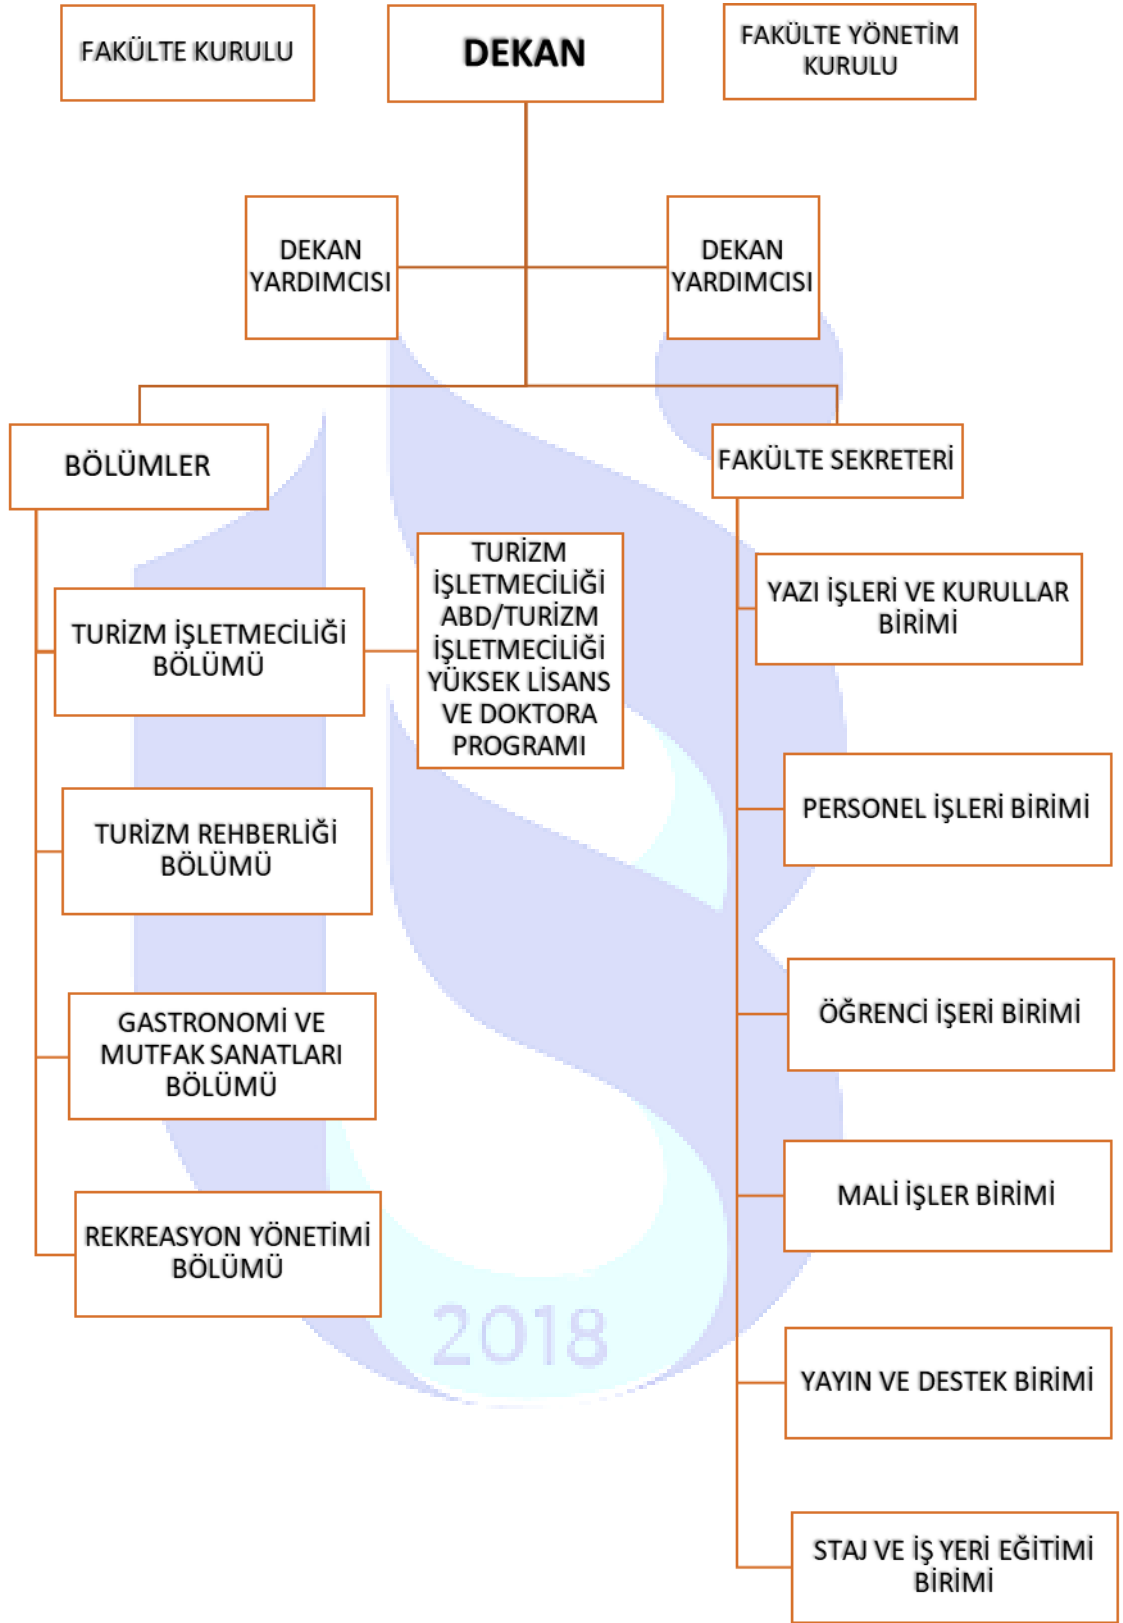 FAKÜLTE KURULU
DEKAN
FAKÜLTE YÖNETİM
KURULU
DEKAN
YARDIMCISI
DEKAN
YARDIMCISI
BÖLÜMLER
FAKÜLTE SEKRETERİ
TURİZM İŞLETMECİLİĞİ
BÖLÜMÜ
TURİZM
İŞLETMECİLİĞİ
ABD/TURİZM
İŞLETMECİLİĞİ
YÜKSEK LİSANS
VE DOKTORA
PROGRAMI
TURİZM REHBERLİĞİ
BÖLÜMÜ
GASTRONOMİ VE
MUTFAK SANATLARI
BÖLÜMÜ
REKREASYON YÖNETİMİ
BÖLÜMÜ
YAZI İŞLERİ VE KURULLAR
BİRİMİ
PERSONEL İŞLERİ BİRİMİ
ÖĞRENCİ İŞERİ BİRİMİ
MALİ İŞLER BİRİMİ
YAYIN VE DESTEK BİRİMİ
STAJ VE İŞ YERİ EĞİTİMİ
BİRİMİ
2018